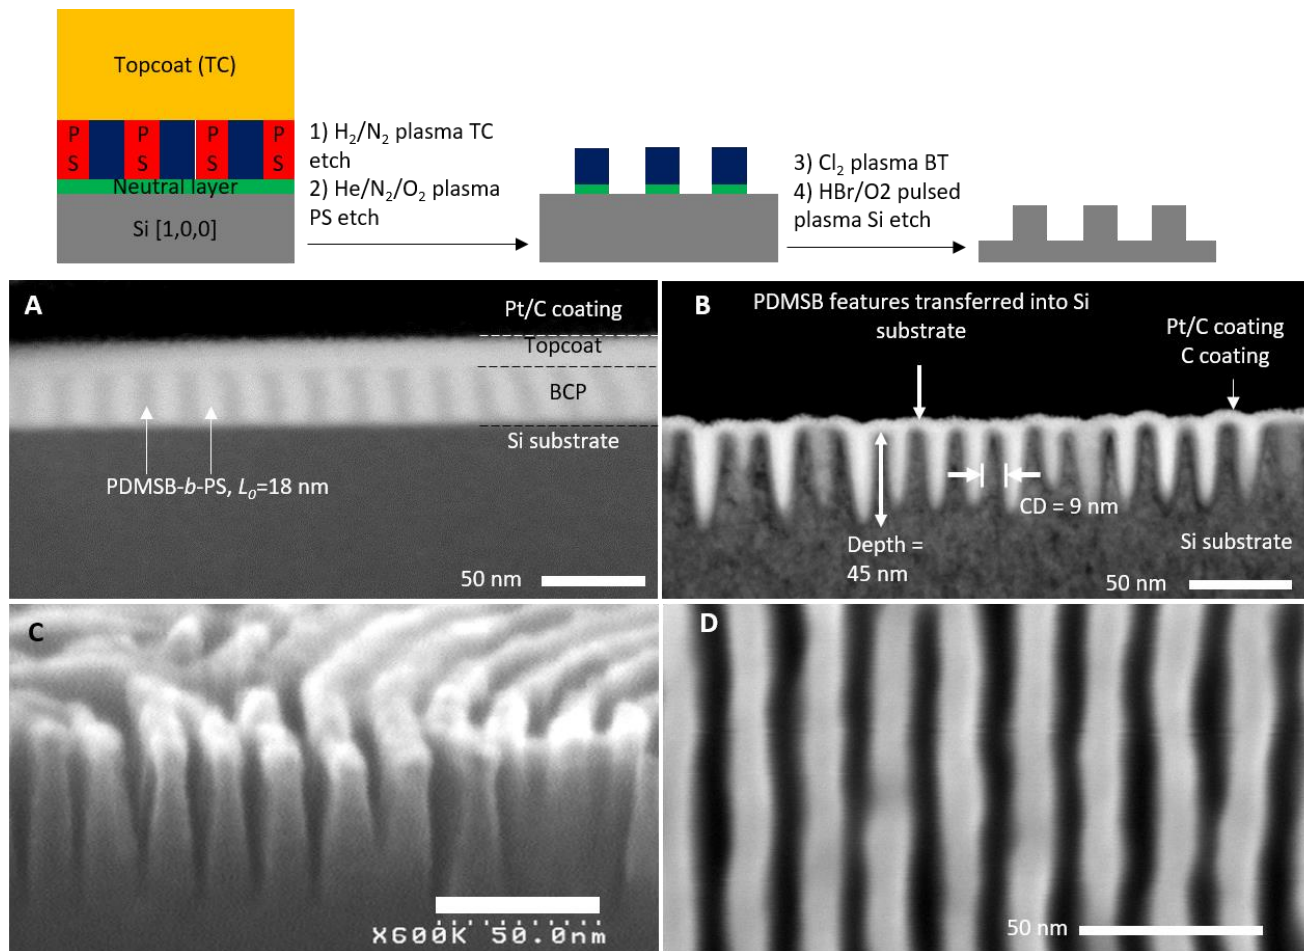 Topcoat (TC)
P P P P
S S S S
Neutral layer
Si [1,0,0]
1) H₂/N₂ plasma TC
etch
2) He/N₂/O₂ plasma
PS etch
3) Cl₂ plasma BT
4) HBr/O2 pulsed
plasma Si etch
A
Pt/C coating
Topcoat
BCP
Si substrate
PDMSB-b-PS, L₀=18 nm
50 nm
B
PDMSB features transferred into Si
substrate
Pt/C coating
C coating
CD = 9 nm
Depth =
45 nm
Si substrate
50 nm
C
X600K 50.0nm
D
50 nm